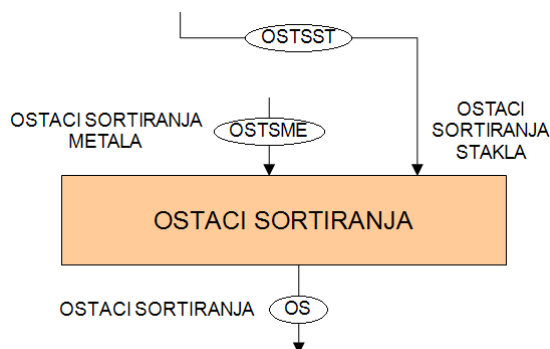 OSTSST
OSTACI SORTIRANJA
METALA
OSTSME
OSTACI
SORTIRANJA
STAKLA
OSTACI SORTIRANJA
OSTACI SORTIRANJA
OS